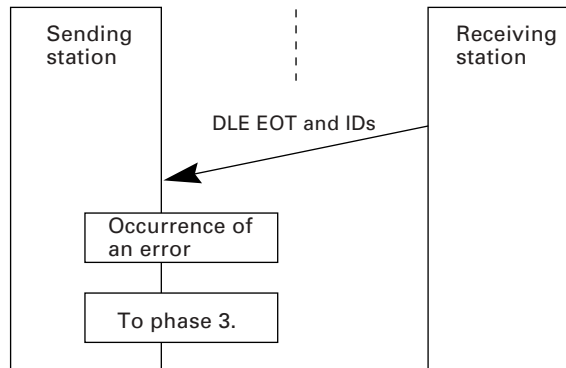 Sending
station
Receiving
station
DLE EOT and IDs
Occurrence of
an error
To phase 3.